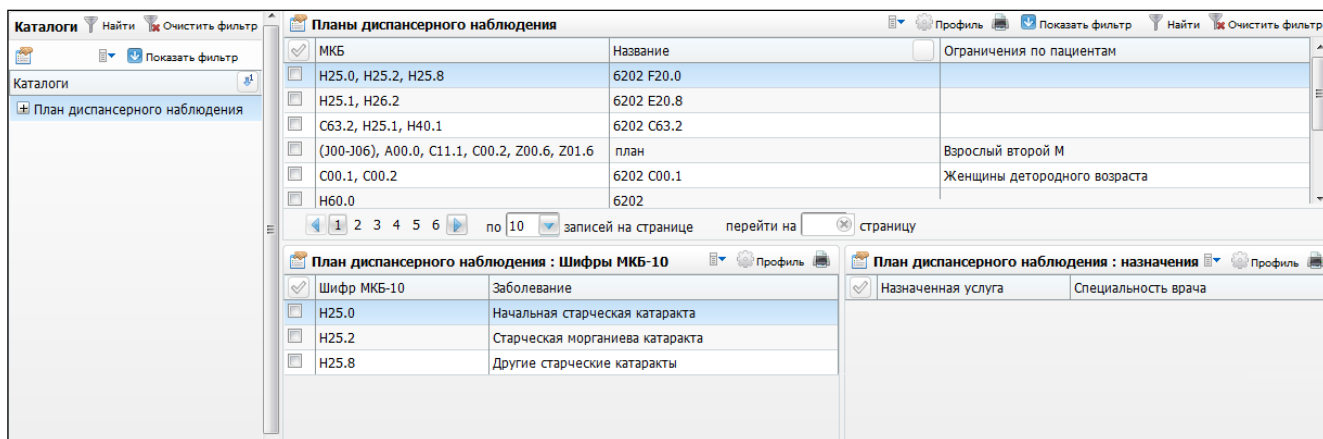 Каталоги Найти Очистить фильтр
Показать фильтр
Каталоги
План диспансерного наблюдения
Планы диспансерного наблюдения Профиль Показать фильтр Найти Очистить фильтр
МКБ Название Ограничения по пациентам
H25.0, H25.2, H25.8 6202 F20.0
H25.1, H26.2 6202 E20.8
C63.2, H25.1, H40.1 6202 C63.2
(J00-J06), A00.0, C11.1, C00.2, Z00.6, Z01.6 план Взрослый второй М
C00.1, C00.2 6202 C00.1 Женщины детородного возраста
H60.0 6202
1 2 3 4 5 6 по 10 записей на странице перейти на страницу
План диспансерного наблюдения : Шифры МКБ-10 Профиль
Шифр МКБ-10 Заболевание
H25.0 Начальная старческая катаракта
H25.2 Старческая морганиева катаракта
H25.8 Другие старческие катаракты
План диспансерного наблюдения : назначения Профиль
Назначенная услуга Специальность врача